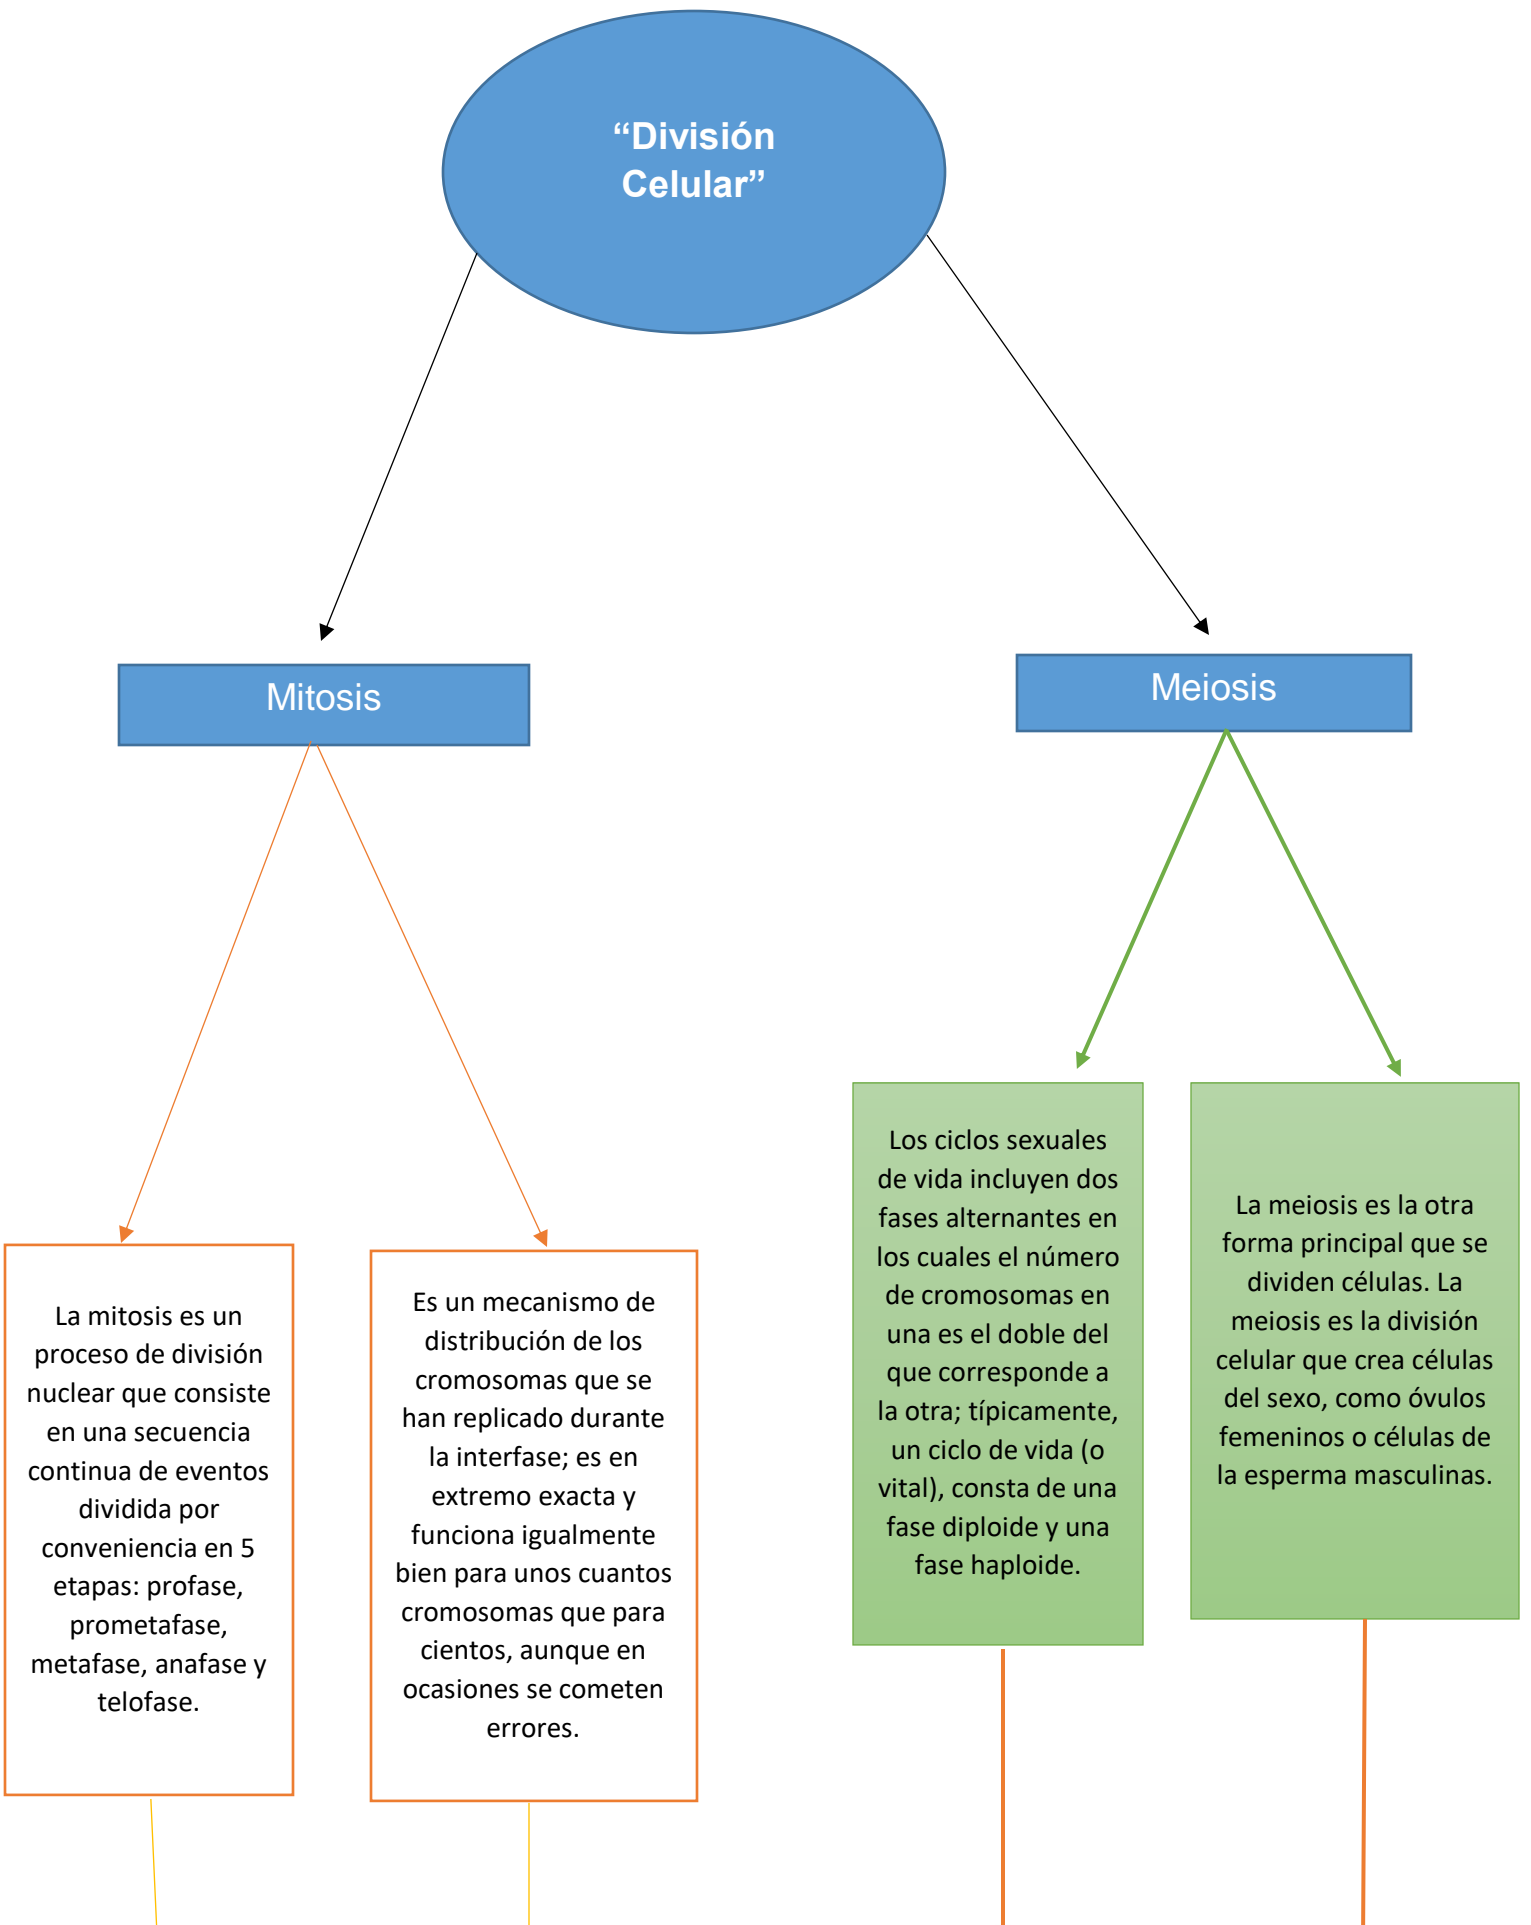 “División
Celular”
Mitosis
Meiosis
La mitosis es un
proceso de división
nuclear que consiste
en una secuencia
continua de eventos
dividida por
conveniencia en 5
etapas: profase,
prometafase,
metafase, anafase y
telofase.
Es un mecanismo de
distribución de los
cromosomas que se
han replicado durante
la interfase; es en
extremo exacta y
funciona igualmente
bien para unos cuantos
cromosomas que para
cientos, aunque en
ocasiones se cometen
errores.
Los ciclos sexuales
de vida incluyen dos
fases alternantes en
los cuales el número
de cromosomas en
una es el doble del
que corresponde a
la otra; típicamente,
un ciclo de vida (o
vital), consta de una
fase diploide y una
fase haploide.
La meiosis es la otra
forma principal que se
dividen células. La
meiosis es la división
celular que crea células
del sexo, como óvulos
femeninos o células de
la esperma masculinas.